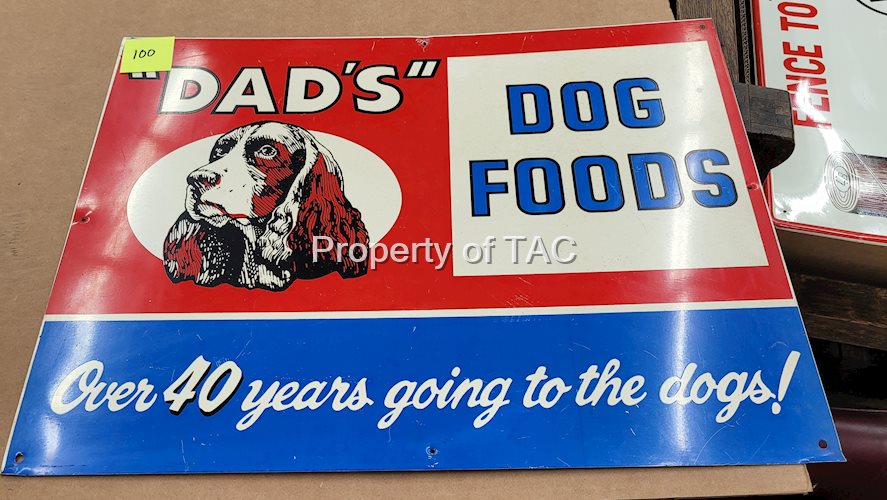 100
"DAD'S"
DOG
FOODS
Property of TAC
Over 40 years going to the dogs!
FENCE TO